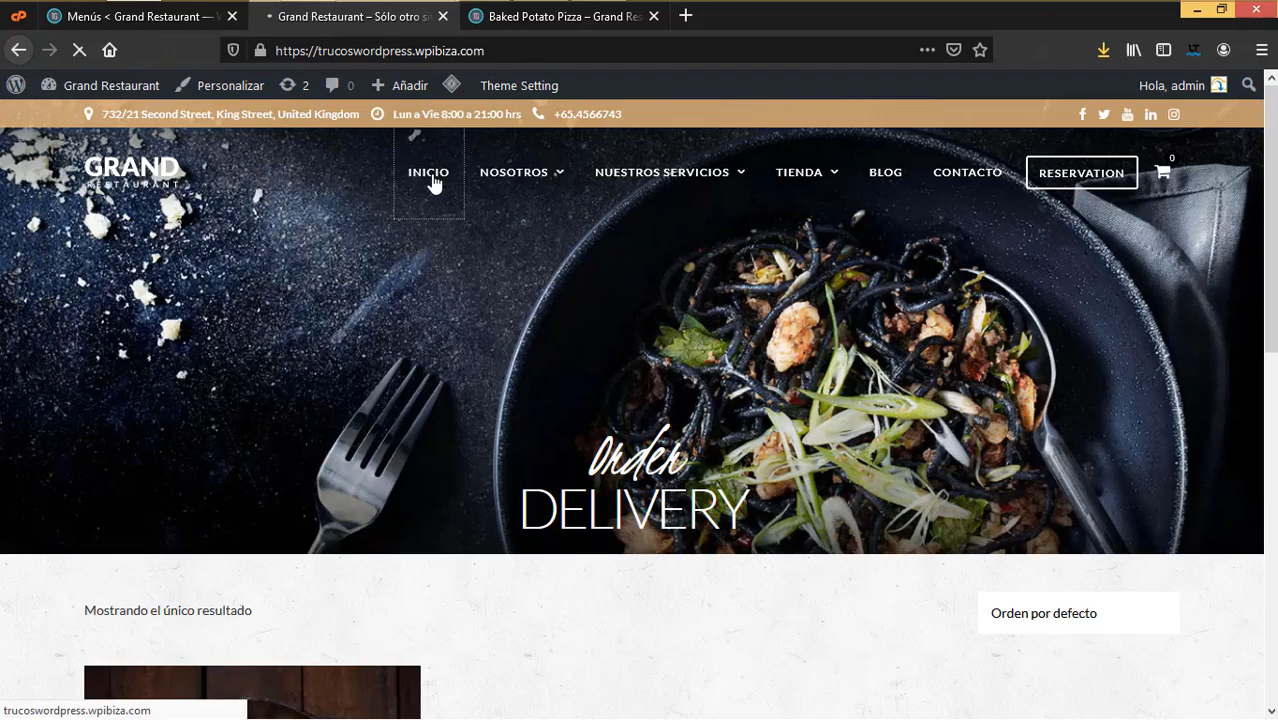 Menús < Grand Restaurant — W
Grand Restaurant – Sólo otro si
Baked Potato Pizza – Grand Res
https://trucoswordpress.wpibiza.com
Grand Restaurant
Personalizar
2
0
Añadir
Theme Setting
Hola, admin
732/21 Second Street, King Street, United Kingdom
Lun a Vie 8:00 a 21:00 hrs
+65.4566743
GRAND
RESTAURANT
INICIO
NOSOTROS
NUESTROS SERVICIOS
TIENDA
BLOG
CONTACTO
RESERVATION
0
Order
DELIVERY
Mostrando el único resultado
Orden por defecto
trucoswordpress.wpibiza.com